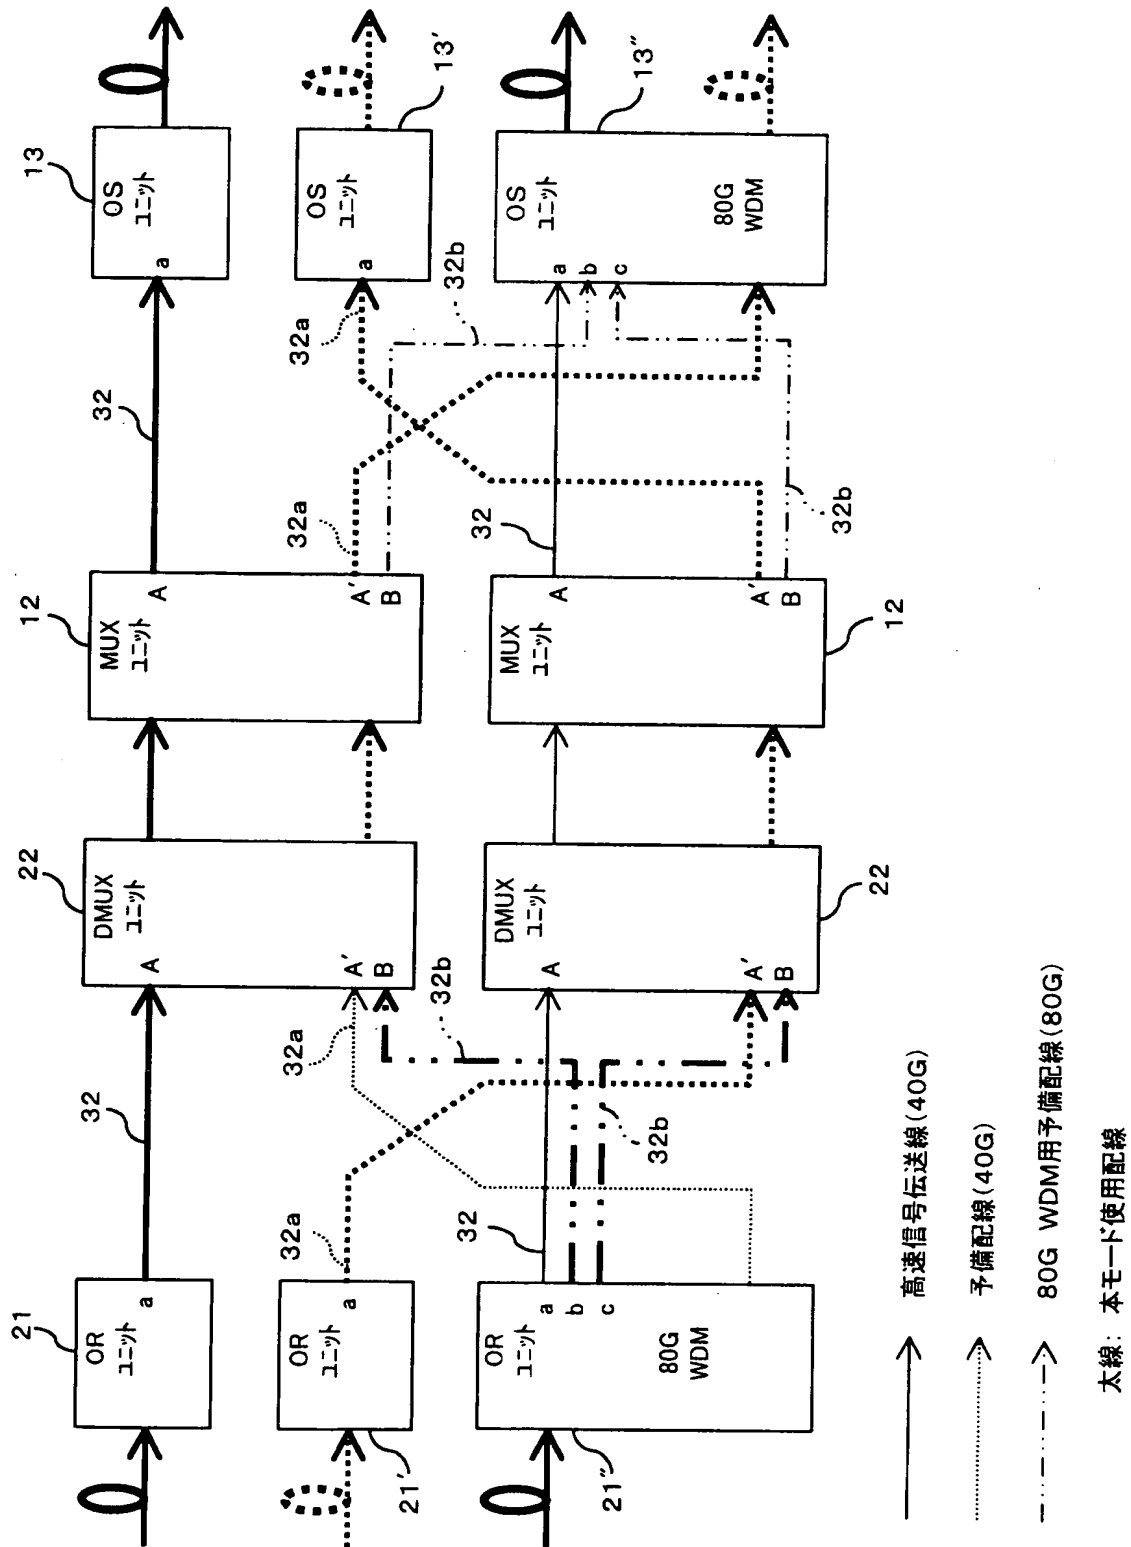 21
OR
ユニット
a
32
22
DMUX
ユニット
A
A'
B
12
MUX
ユニット
A
A'
B
32
13
OS
ユニット
a
21'
OR
ユニット
a
32a
32a
32b
32a
32a
32b
13'
OS
ユニット
a
21''
OR
ユニット
a
b
c
80G
WDM
32
32b
22
DMUX
ユニット
A
A'
B
12
MUX
ユニット
A
A'
B
32
32b
13''
OS
ユニット
a
b
c
80G
WDM
高速信号伝送線(40G)
予備配線(40G)
80G WDM用予備配線(80G)
太線: 本モード使用配線